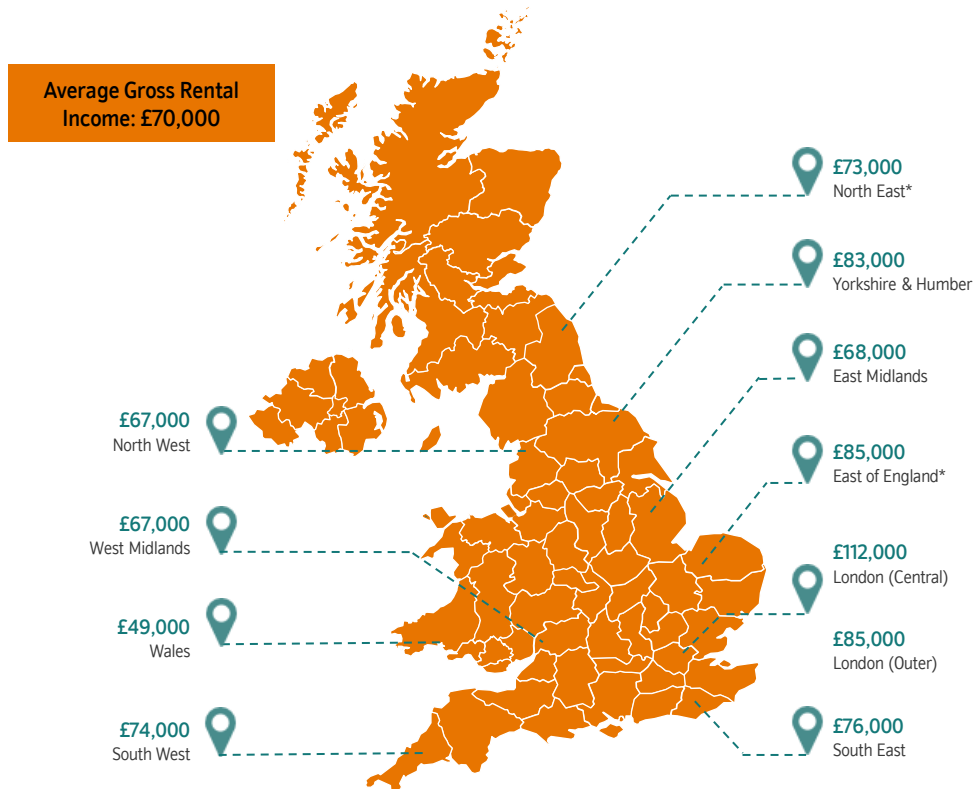 Average Gross Rental
Income: £70,000
£73,000
North East*
£83,000
Yorkshire & Humber
£68,000
East Midlands
£85,000
East of England*
£112,000
London (Central)
£85,000
London (Outer)
£76,000
South East
£67,000
North West
£67,000
West Midlands
£49,000
Wales
£74,000
South West